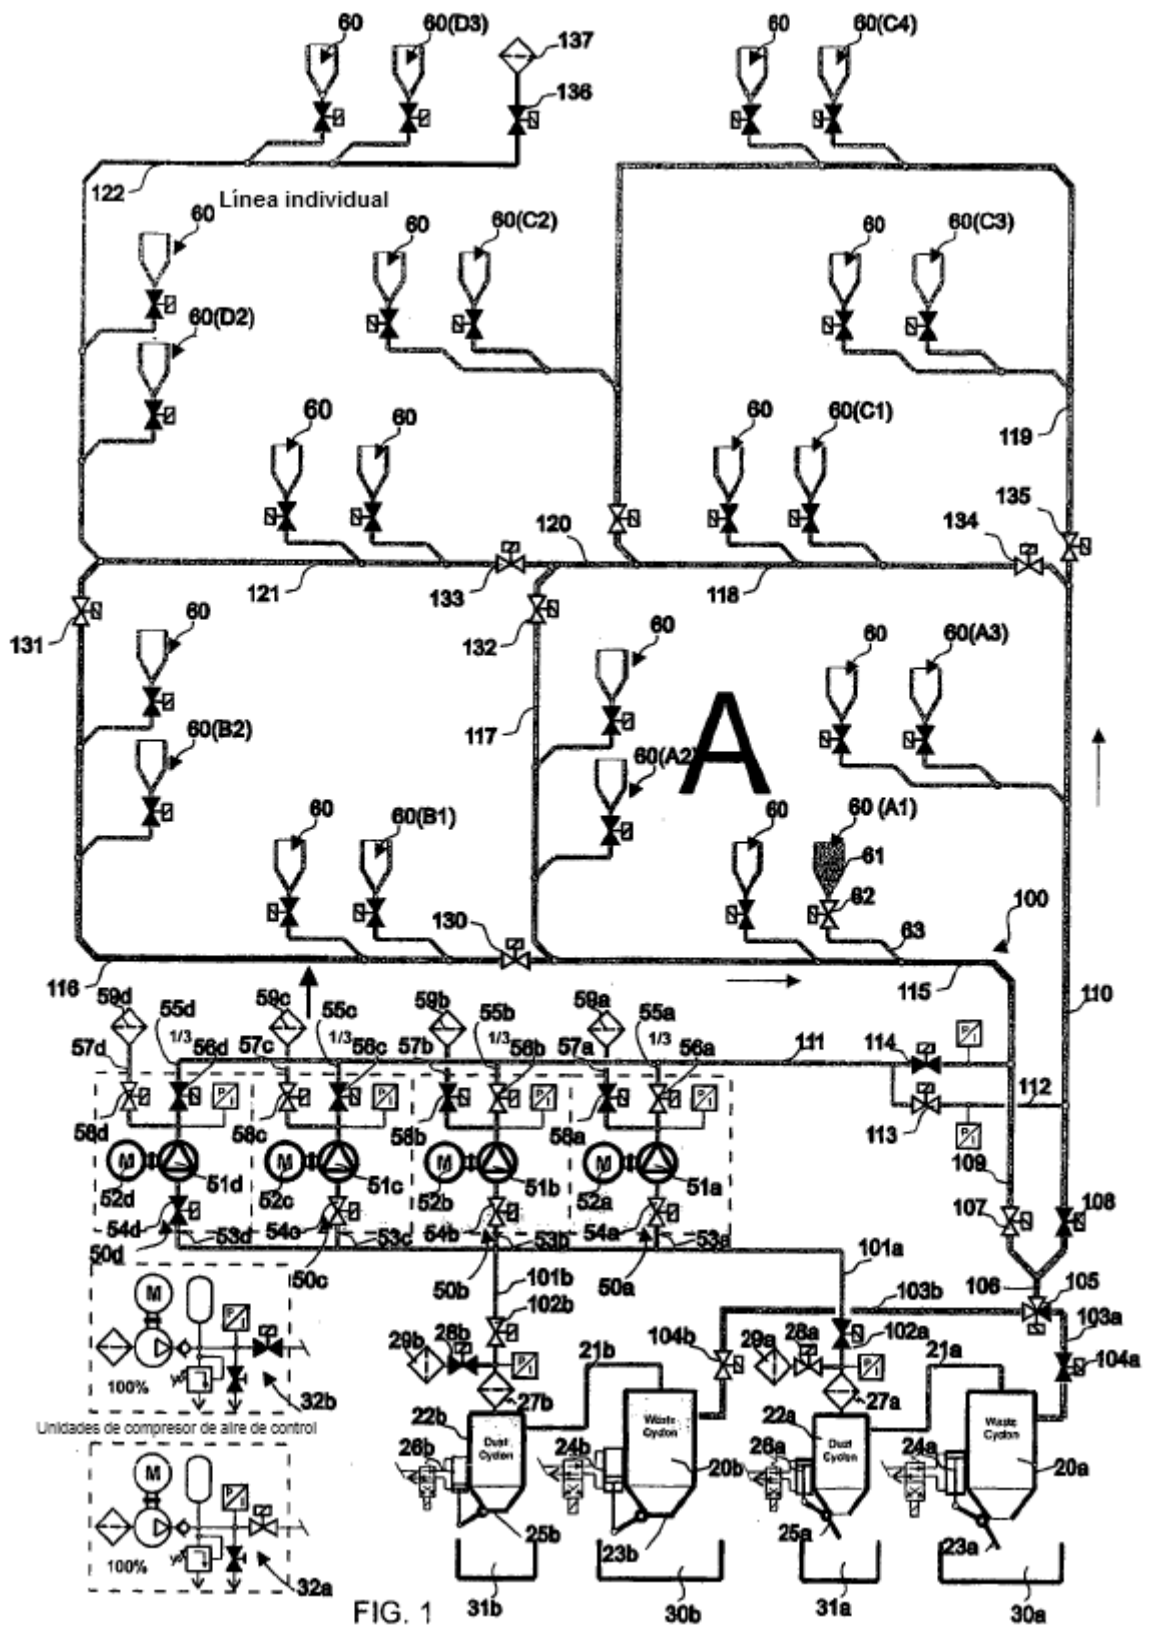 60 60(D3) 137 60 60(C4)
136
122
Línea individual
60 60 60(C2) 60 60(C3)
60(D2)
60 60 60 60(C1) 119
135
120 134
121 133 118
131 132
60 60 60 60(A3)
117 A
60(B2) 60(A2)
60 60(B1) 60 60 (A1)
61
130 62 100
63
116 115 110
59d 55d 59c 55c 59b 55b 59a 55a
1/3 1/3 1/3 1/3
57d 56d 57c 56c 57b 56b 57a 56a 111 114 P/I
112
P/I P/I P/I P/I
58d 58c 58b 58a 113 P/I
M M M M 109
52d 51d 52c 51c 52b 51b 52a 51a
107 108
54d 53d 54c 53c 54b 53b 54a 53a
50d 50c 50b 50a 101a 106 105
101b 103b
M P/I 102b 103a
29b 28b 104b 29a 28a 102a 104a
P/I 21b P/I 21a
100% 32b 27b 27a
Unidades de compresor de alire de control
22b Dust Cyclon Waste Cyclon 22a Dust Cyclon Waste Cyclon
26b 24b 20b 26a 24a 20a
M P/I
25b 23b 25a 23a
100% 32a
31b 30b 31a 30a
FIG. 1